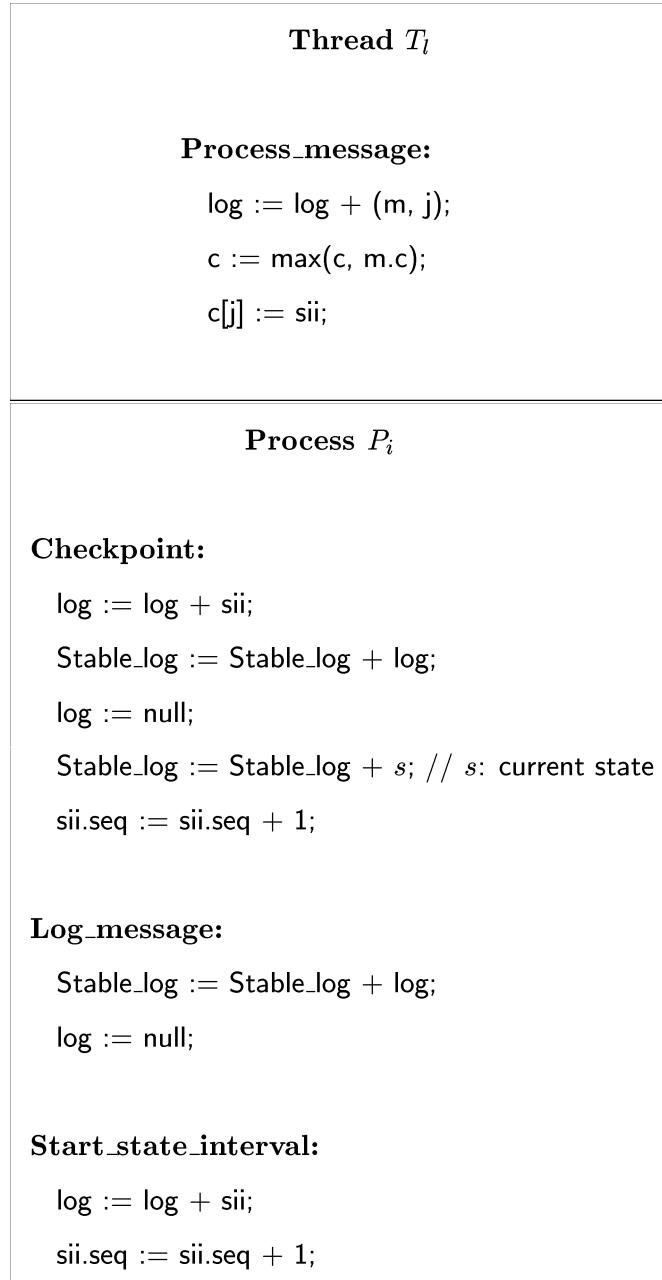 Thread T_l
Process_message:
log := log + (m, j);
c := max(c, m.c);
c[j] := sii;
Process P_i
Checkpoint:
log := log + sii;
Stable_log := Stable_log + log;
log := null;
Stable_log := Stable_log + s; // s: current state
sii.seq := sii.seq + 1;
Log_message:
Stable_log := Stable_log + log;
log := null;
Start_state_interval:
log := log + sii;
sii.seq := sii.seq + 1;